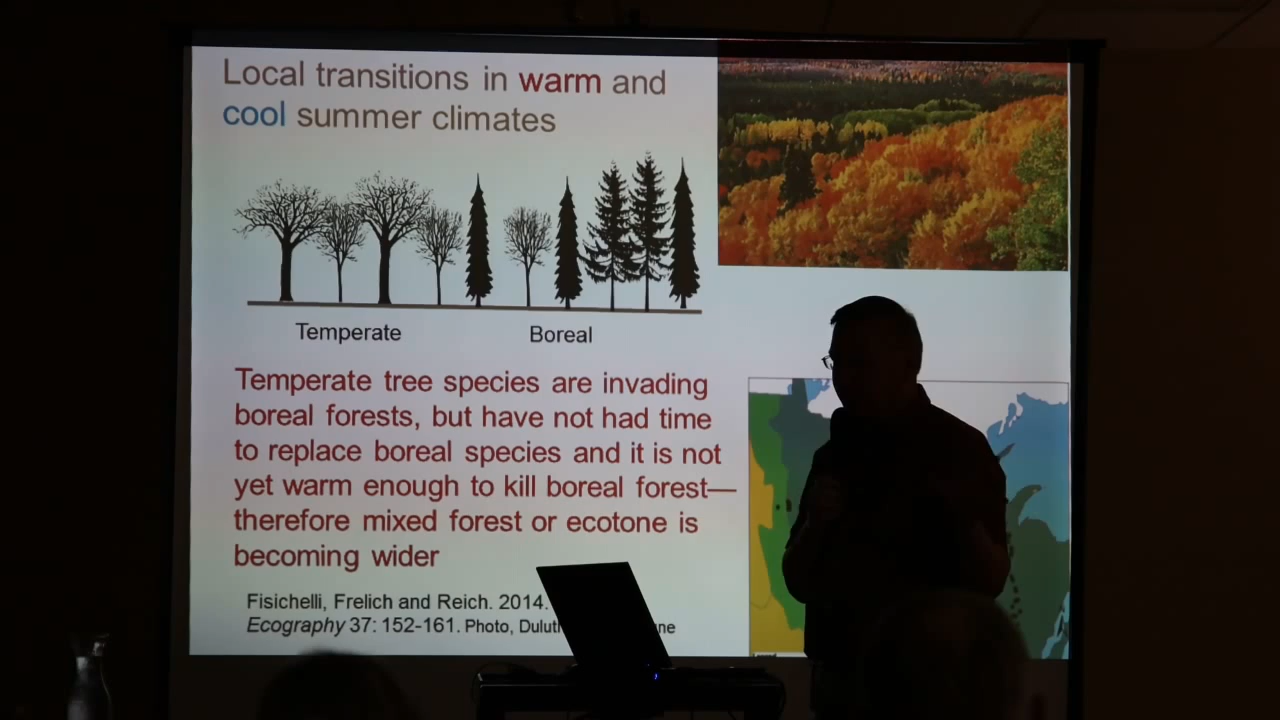 Local transitions in warm and
cool summer climates
Temperate Boreal
Temperate tree species are invading
boreal forests, but have not had time
to replace boreal species and it is not
yet warm enough to kill boreal forest—
therefore mixed forest or ecotone is
becoming wider
Fisichelli, Frelich and Reich. 2014.
Ecography 37: 152-161. Photo,